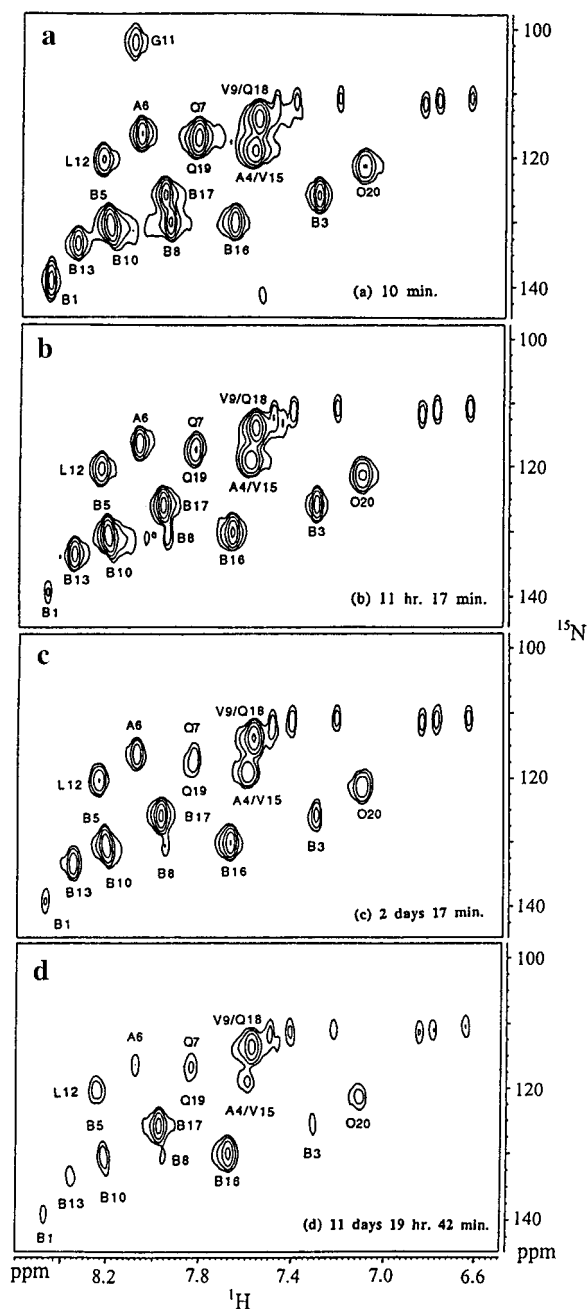 a
G11
100
A6
Q7
V9/Q18
L12
Q19
A4/V15
120
O20
B5
B17
B3
B13
B10
B8
B16
B1
(a) 10 min.
140
b
100
A6
Q7
V9/Q18
L12
Q19
A4/V15
120
O20
B5
B17
B3
B13
B10
B8
B16
B1
(b) 11 hr. 17 min.
140
15N
c
100
A6
Q7
V9/Q18
L12
Q19
A4/V15
120
O20
B5
B17
B3
B13
B10
B8
B16
B1
(c) 2 days 17 min.
140
d
100
A6
Q7
V9/Q18
L12
Q19
A4/V15
120
O20
B5
B17
B3
B13
B10
B8
B16
B1
(d) 11 days 19 hr. 42 min.
140
ppm
ppm 8.2 7.8 7.4 7.0 6.6
1H